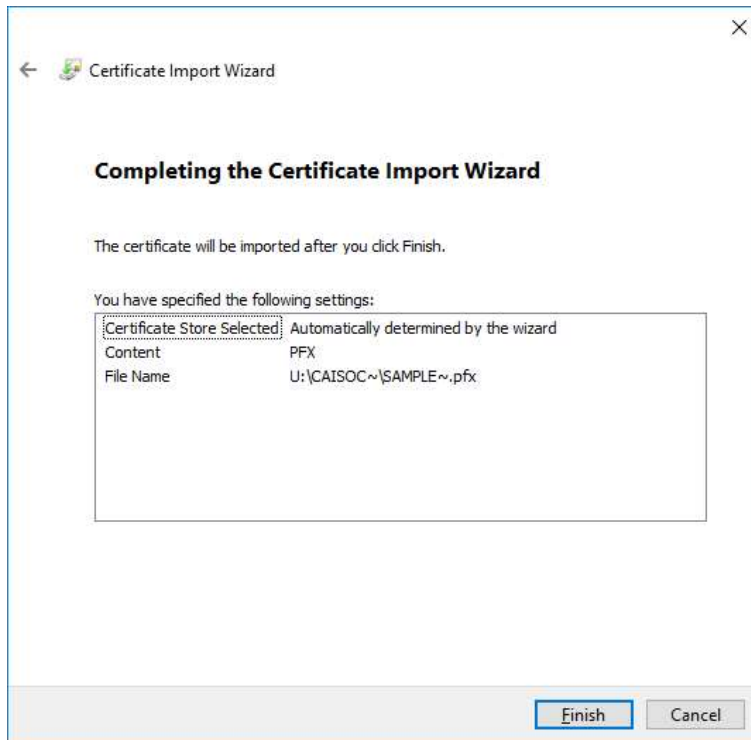 Certificate Import Wizard
Completing the Certificate Import Wizard
The certificate will be imported after you click Finish.
You have specified the following settings:
Certificate Store Selected Automatically determined by the wizard
Content PFX
File Name U:\CAISOC~\SAMPLE~.pfx
Finish Cancel